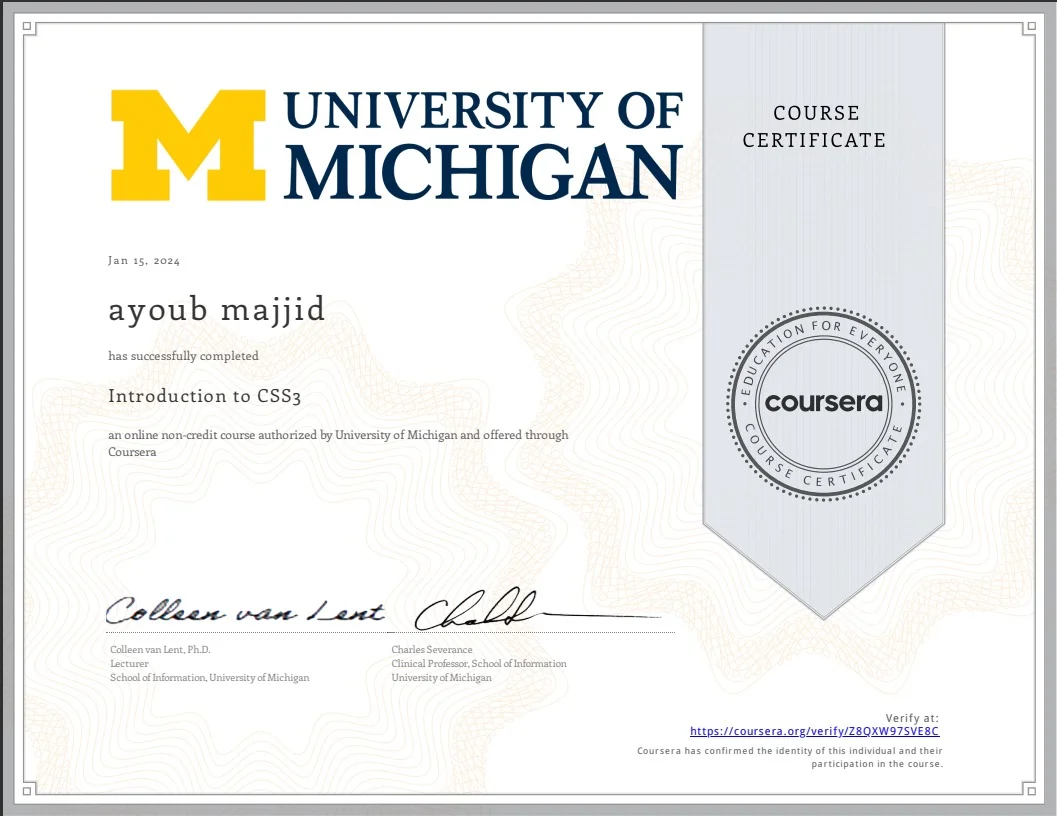 M UNIVERSITY OF
MICHIGAN
COURSE
CERTIFICATE
Jan 15, 2024
ayoub majjid
has successfully completed
Introduction to CSS3
an online non-credit course authorized by University of Michigan and offered through
Coursera
EDUCATION FOR EVERYONE
coursera
COURSE CERTIFICATE
Colleen van Lent
Colleen van Lent, Ph.D.
Lecturer
School of Information, University of Michigan
Charles Severance
Clinical Professor, School of Information
University of Michigan
Verify at:
https://coursera.org/verify/Z8QXW97SVE8C
Coursera has confirmed the identity of this individual and their
participation in the course.